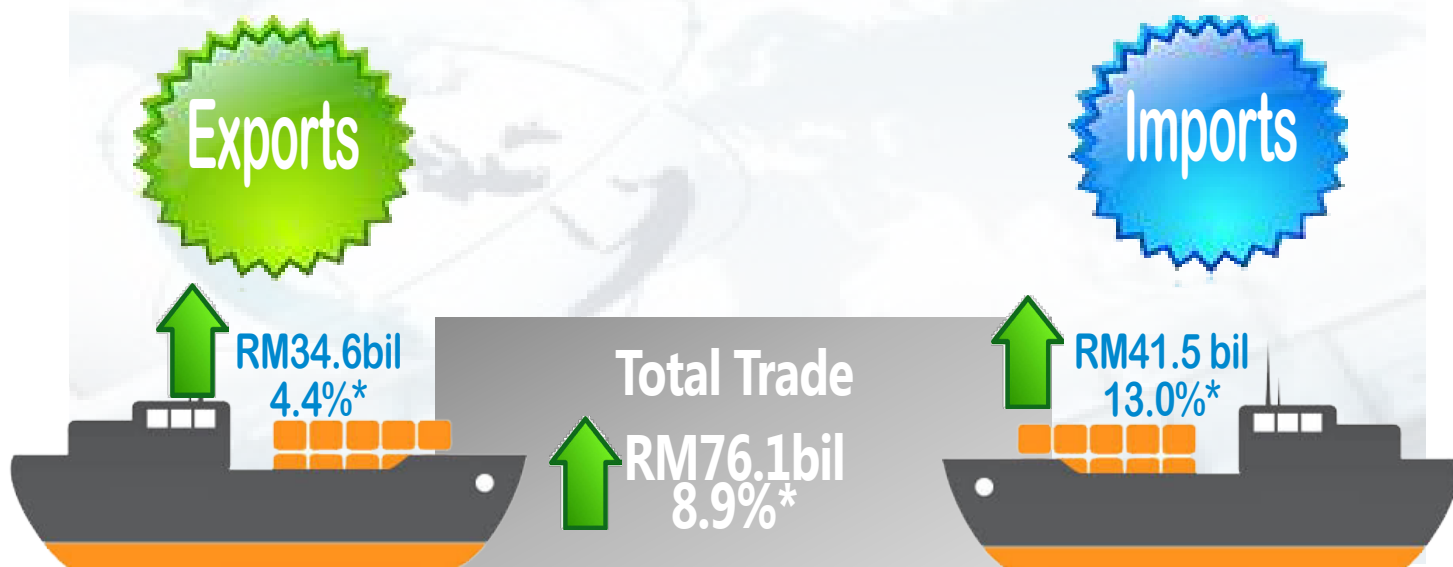 Exports
Imports
RM34.6bil
4.4%*
Total Trade
RM76.1bil
8.9%*
RM41.5 bil
13.0%*